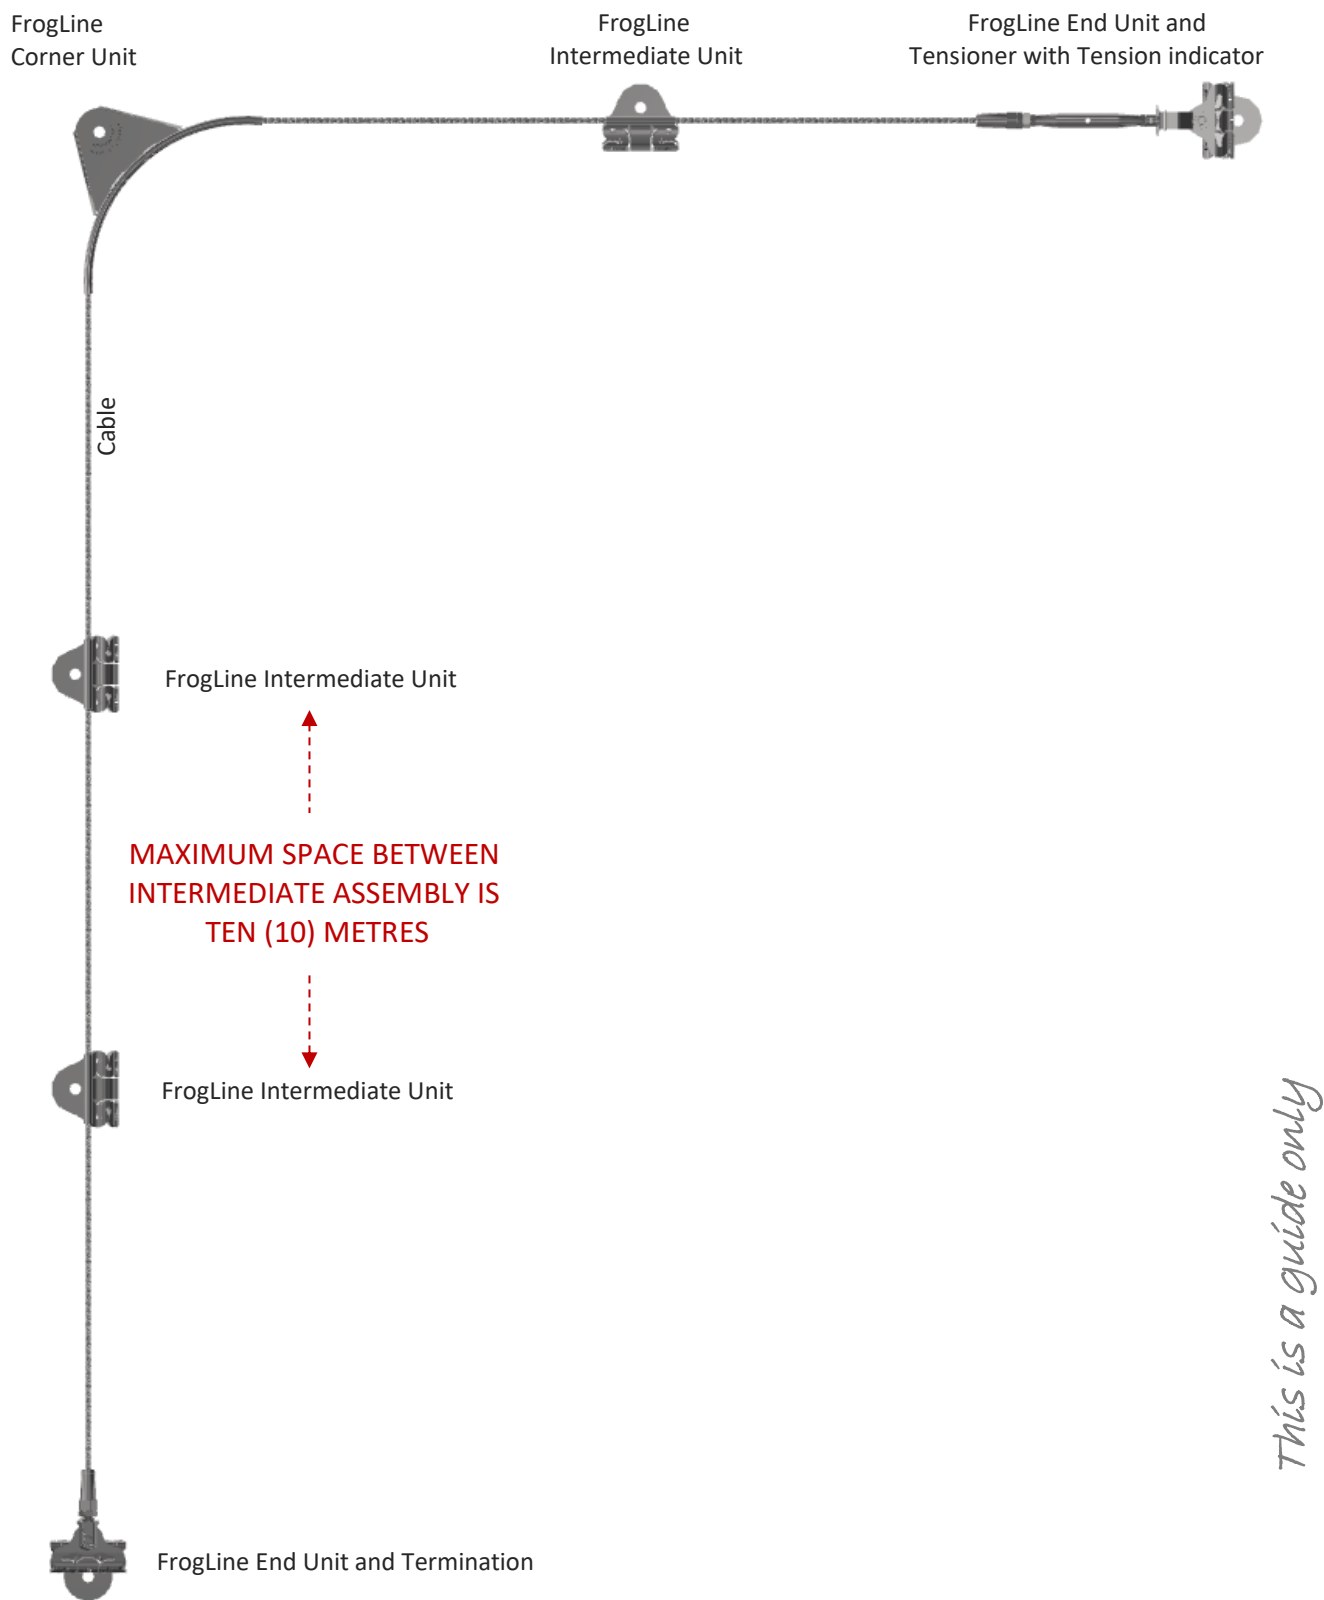 FrogLine
Corner Unit
FrogLine
Intermediate Unit
FrogLine End Unit and
Tensioner with Tension indicator
Cable
FrogLine Intermediate Unit
MAXIMUM SPACE BETWEEN
INTERMEDIATE ASSEMBLY IS
TEN (10) METRES
FrogLine Intermediate Unit
This is a guide only
FrogLine End Unit and Termination